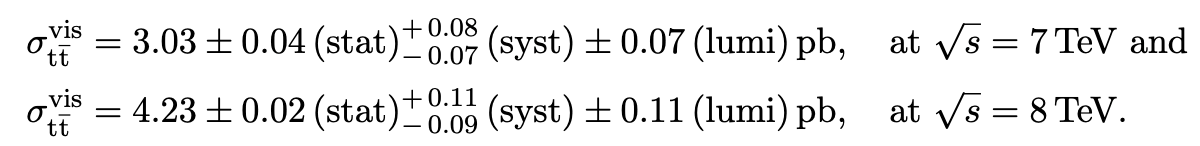 σ_{tt̄}^{vis} = 3.03 ± 0.04 (stat)^{+0.08}_{−0.07} (syst) ± 0.07 (lumi) pb, at √s = 7 TeV and
σ_{tt̄}^{vis} = 4.23 ± 0.02 (stat)^{+0.11}_{−0.09} (syst) ± 0.11 (lumi) pb, at √s = 8 TeV.